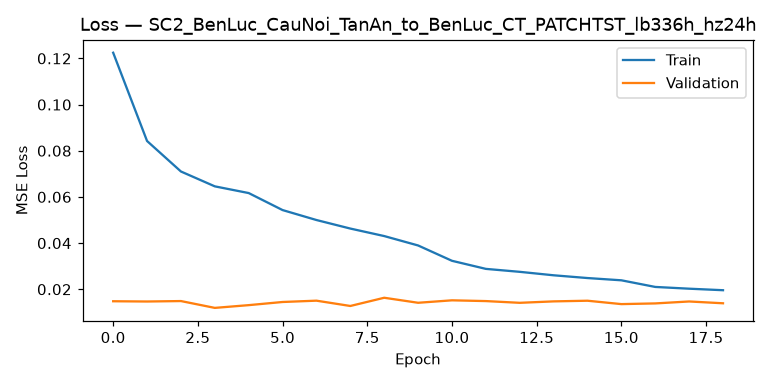 Loss — SC2_BenLuc_CauNoi_TanAn_to_BenLuc_CT_PATCHTST_lb336h_hz24h
Train
Validation
MSE Loss
0.12
0.10
0.08
0.06
0.04
0.02
0.0 2.5 5.0 7.5 10.0 12.5 15.0 17.5
Epoch